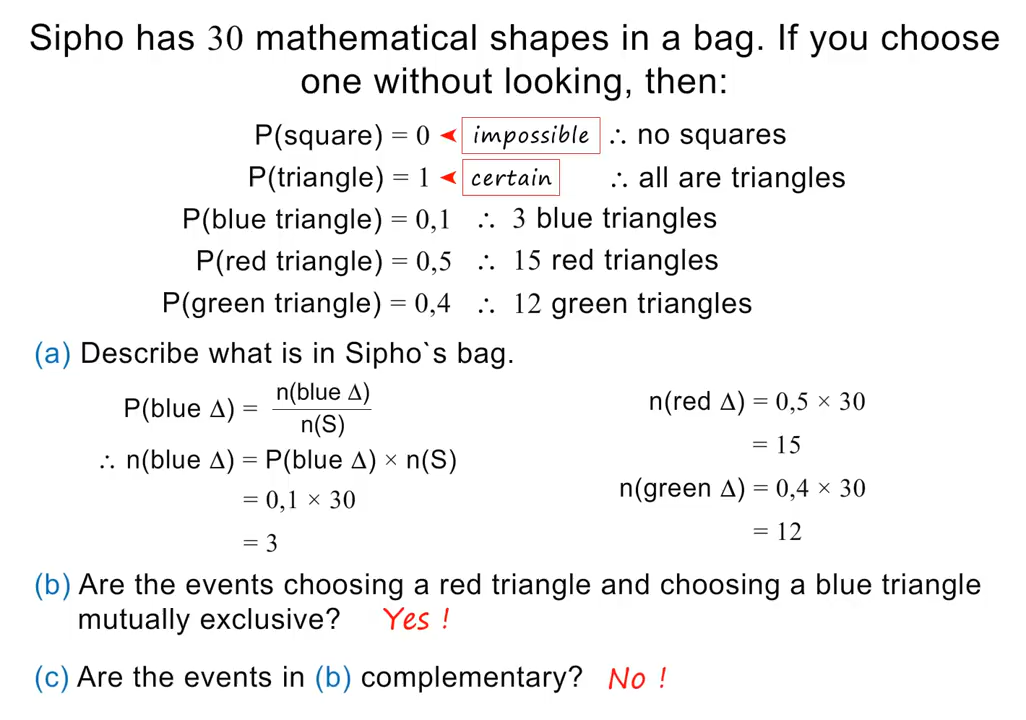 Sipho has 30 mathematical shapes in a bag. If you choose
one without looking, then:
P(square) = 0 impossible ∴ no squares
P(triangle) = 1 certain ∴ all are triangles
P(blue triangle) = 0,1 ∴ 3 blue triangles
P(red triangle) = 0,5 ∴ 15 red triangles
P(green triangle) = 0,4 ∴ 12 green triangles
(a) Describe what is in Sipho`s bag.
P(blue Δ) = n(blue Δ) / n(S)
∴ n(blue Δ) = P(blue Δ) × n(S)
= 0,1 × 30
= 3
n(red Δ) = 0,5 × 30
= 15
n(green Δ) = 0,4 × 30
= 12
(b) Are the events choosing a red triangle and choosing a blue triangle
mutually exclusive? Yes !
(c) Are the events in (b) complementary? No !